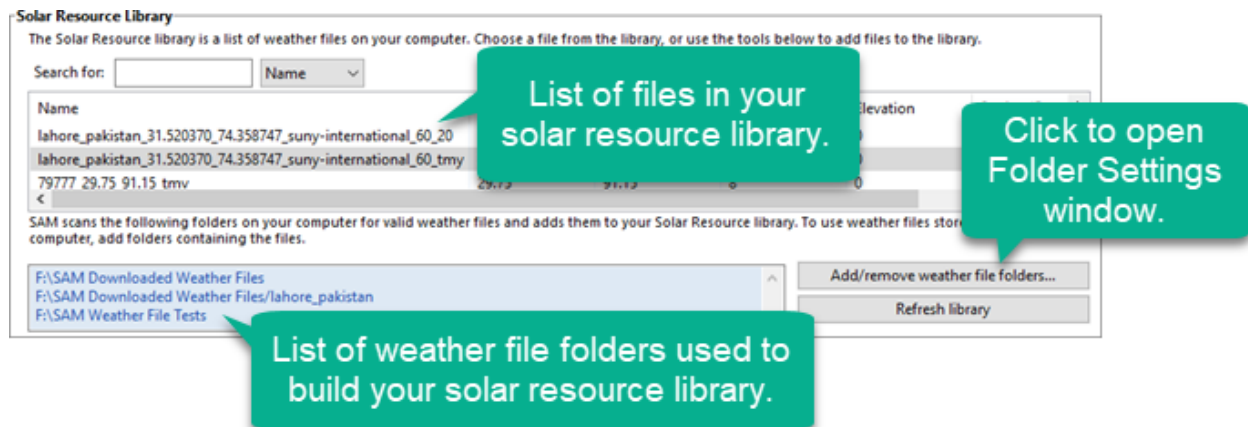 Solar Resource Library
The Solar Resource library is a list of weather files on your computer. Choose a file from the library, or use the tools below to add files to the library.
Search for: Name
List of files in your
solar resource library.
Name Elevation
lahore_pakistan_31.520370_74.358747_suny-international_60_20
lahore_pakistan_31.520370_74.358747_suny-international_60_tmy
79777 29.75 91.15 tmy 29.75 91.15 8 0
Click to open
Folder Settings
window.
SAM scans the following folders on your computer for valid weather files and adds them to your Solar Resource library. To use weather files
computer, add folders containing the files.
F:\SAM Downloaded Weather Files
F:\SAM Downloaded Weather Files/lahore_pakistan
F:\SAM Weather File Tests
Add/remove weather file folders...
Refresh library
List of weather file folders used to
build your solar resource library.